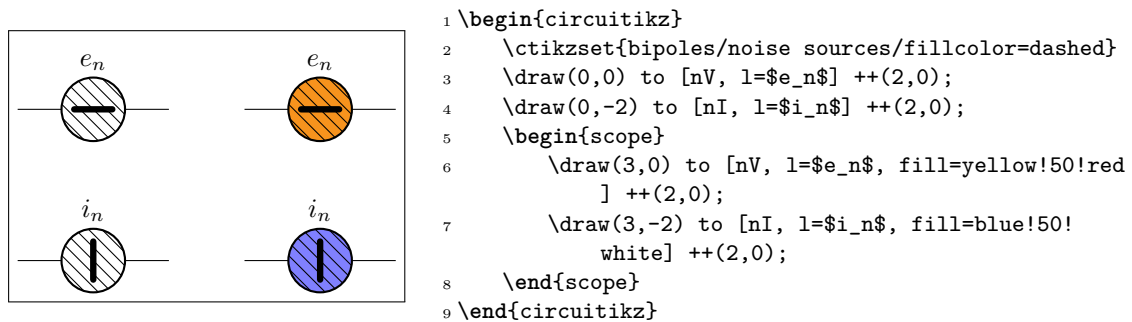 e_n e_n
i_n i_n
1 \begin{circuitikz}
2 \ctikzset{bipoles/noise sources/fillcolor=dashed}
3 \draw(0,0) to [nV, l=$e_n$] ++(2,0);
4 \draw(0,-2) to [nI, l=$i_n$] ++(2,0);
5 \begin{scope}
6 \draw(3,0) to [nV, l=$e_n$, fill=yellow!50!red
] ++(2,0);
7 \draw(3,-2) to [nI, l=$i_n$, fill=blue!50!
white] ++(2,0);
8 \end{scope}
9 \end{circuitikz}